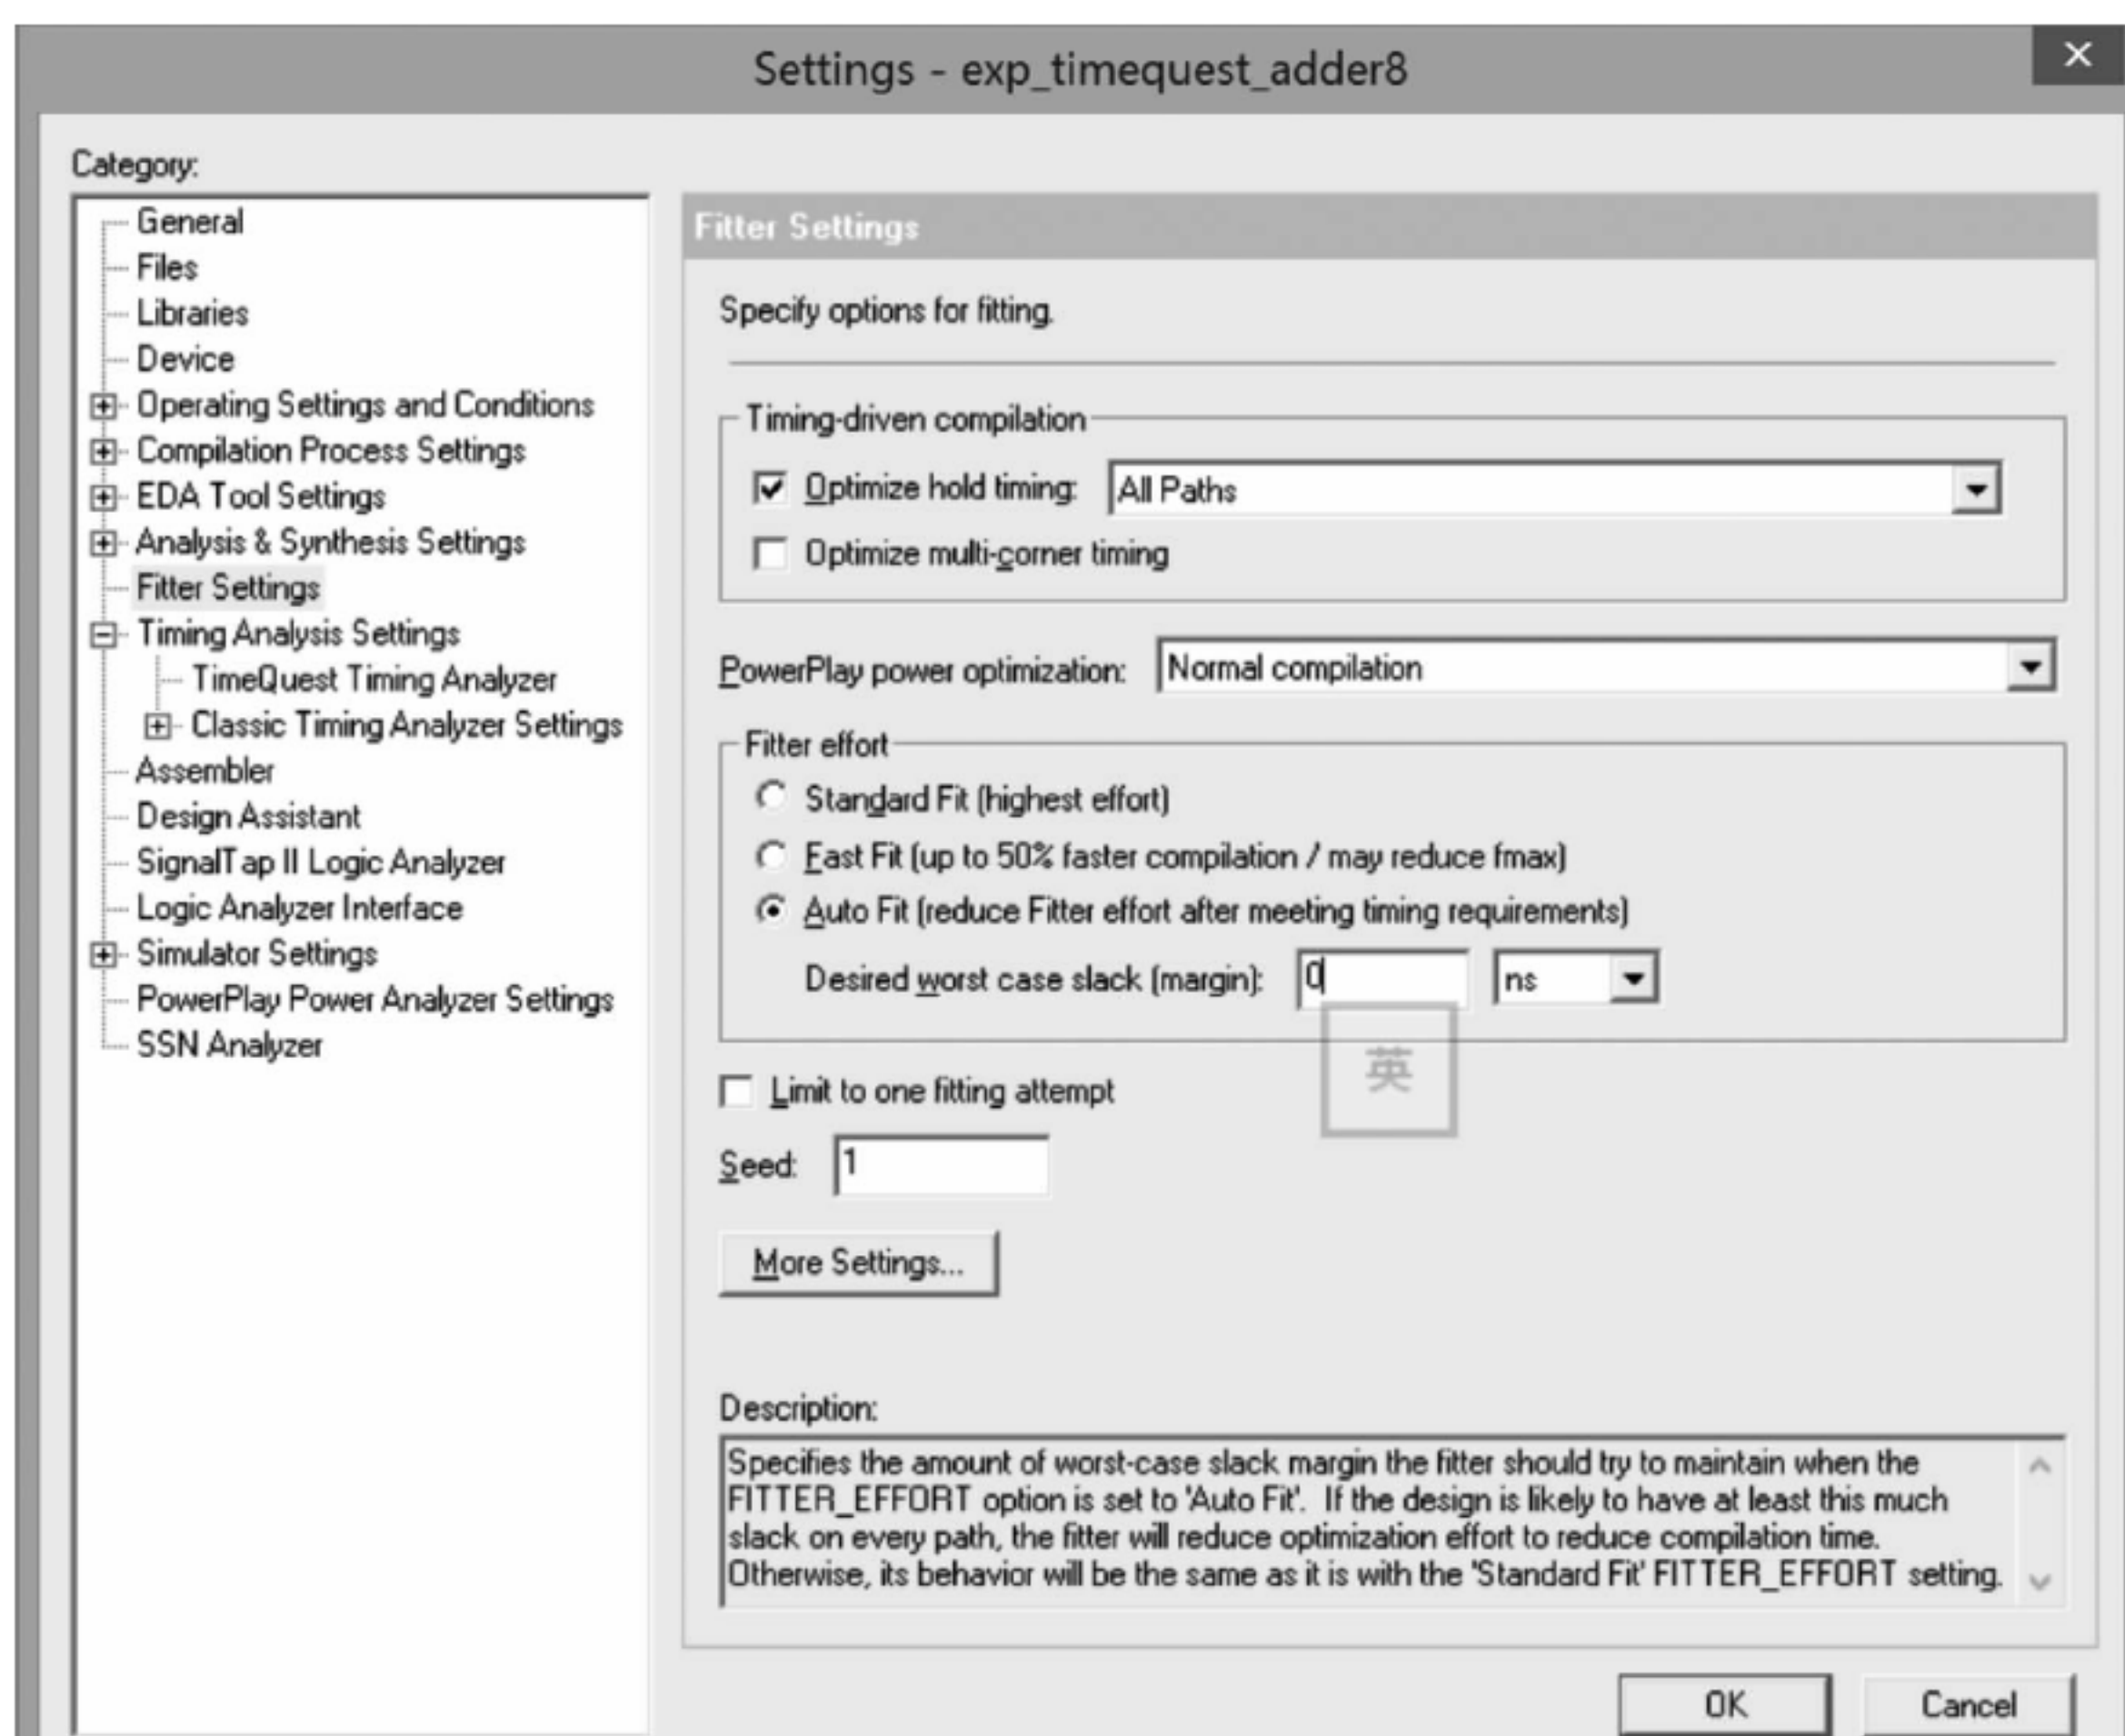 Settings - exp_timequest_adder8
Category:
General
Files
Libraries
Device
Operating Settings and Conditions
Compilation Process Settings
EDA Tool Settings
Analysis & Synthesis Settings
Fitter Settings
Timing Analysis Settings
TimeQuest Timing Analyzer
Classic Timing Analyzer Settings
Assembler
Design Assistant
SignalTap II Logic Analyzer
Logic Analyzer Interface
Simulator Settings
PowerPlay Power Analyzer Settings
SSN Analyzer
Fitter Settings
Specify options for fitting.
Timing-driven compilation
Optimize hold timing: All Paths
Optimize multi-corner timing
PowerPlay power optimization: Normal compilation
Fitter effort
Standard Fit (highest effort)
Fast Fit (up to 50% faster compilation / may reduce fmax)
Auto Fit (reduce Fitter effort after meeting timing requirements)
Desired worst case slack (margin): 0 ns
英
Limit to one fitting attempt
Seed: 1
More Settings...
Description:
Specifies the amount of worst-case slack margin the fitter should try to maintain when the
FITTER_EFFORT option is set to 'Auto Fit'. If the design is likely to have at least this much
slack on every path, the fitter will reduce optimization effort to reduce compilation time.
Otherwise, its behavior will be the same as it is with the 'Standard Fit' FITTER_EFFORT setting.
OK Cancel